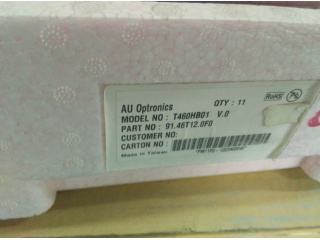 AU Optronics QTY : 11
RoHS
MODEL NO : T460HB01 V.0
PART NO : 91.46T12.0F0
CUSTOMER NO:
CARTON NO :
Made in Taiwan